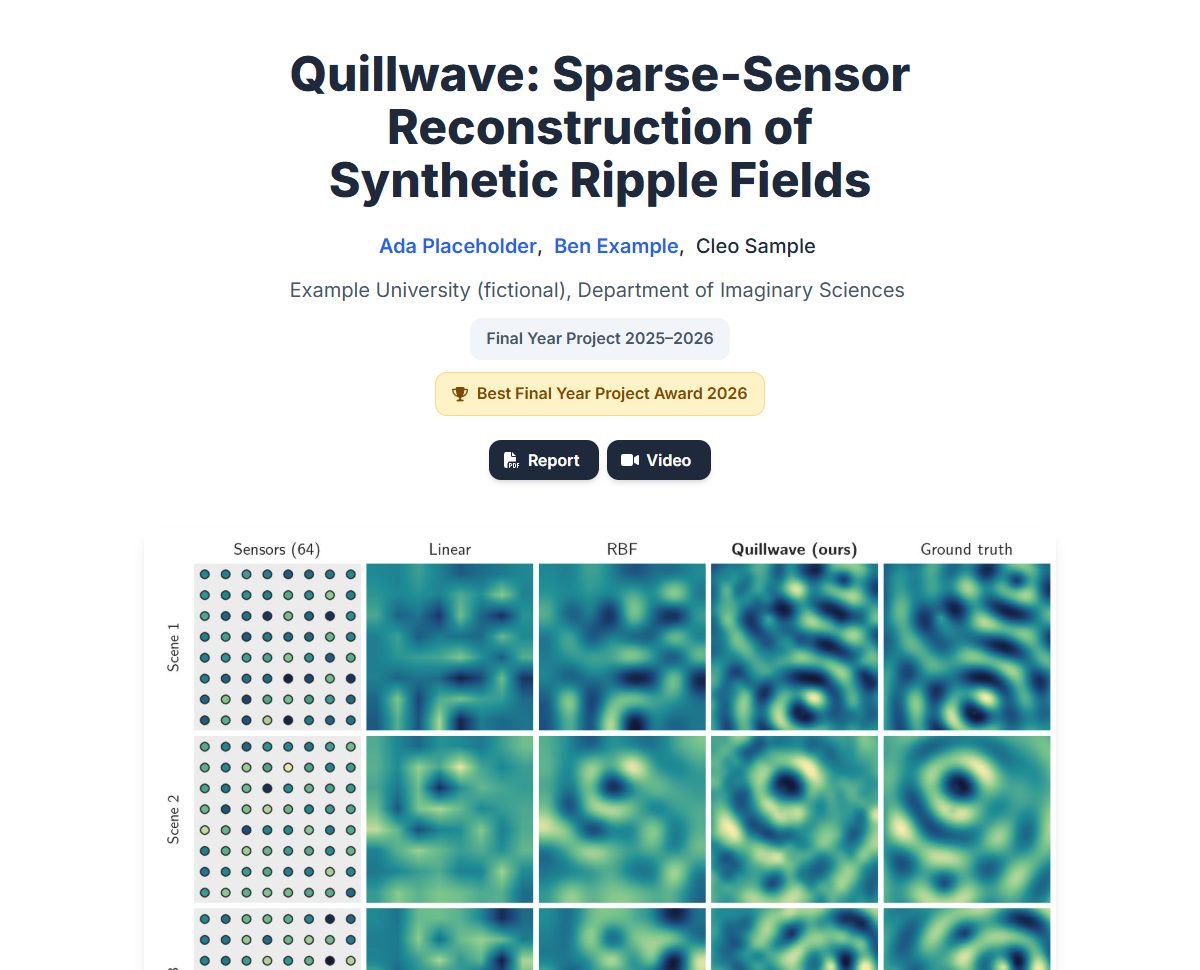 Quillwave: Sparse-Sensor
Reconstruction of
Synthetic Ripple Fields
Ada Placeholder, Ben Example, Cleo Sample
Example University (fictional), Department of Imaginary Sciences
Final Year Project 2025–2026
Best Final Year Project Award 2026
PDF Report Video
Sensors (64) Linear RBF Quillwave (ours) Ground truth
Scene 1
Scene 2